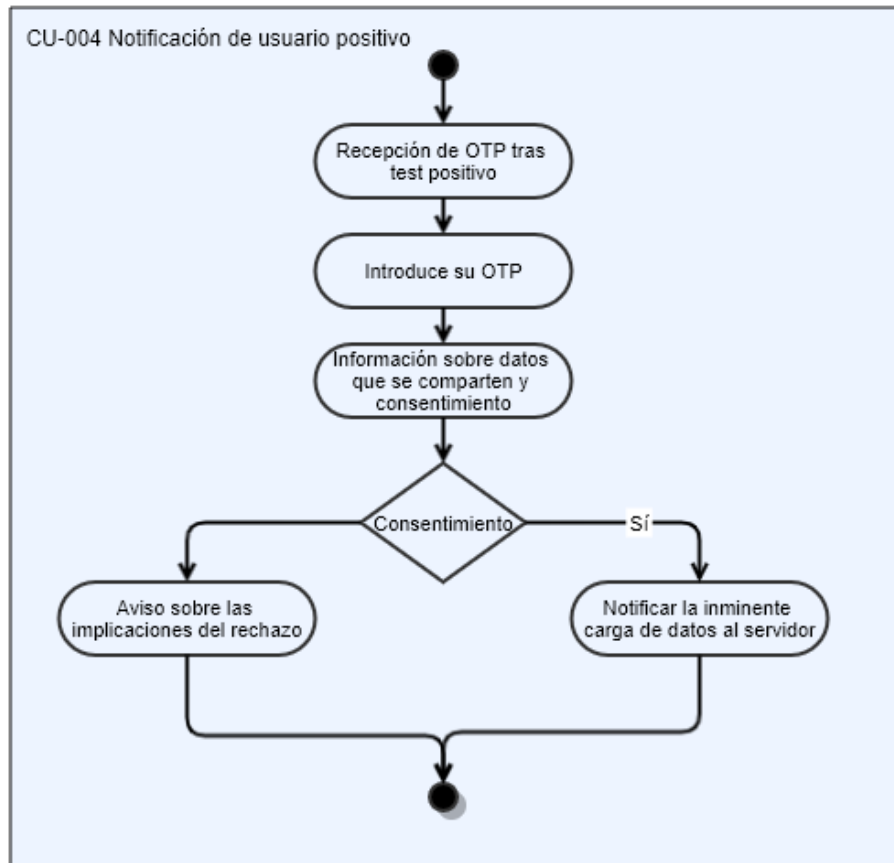 CU-004 Notificación de usuario positivo
Recepción de OTP tras
test positivo
Introduce su OTP
Información sobre datos
que se comparten y
consentimiento
Consentimiento
Sí
Aviso sobre las
implicaciones del rechazo
Notificar la inminente
carga de datos al servidor